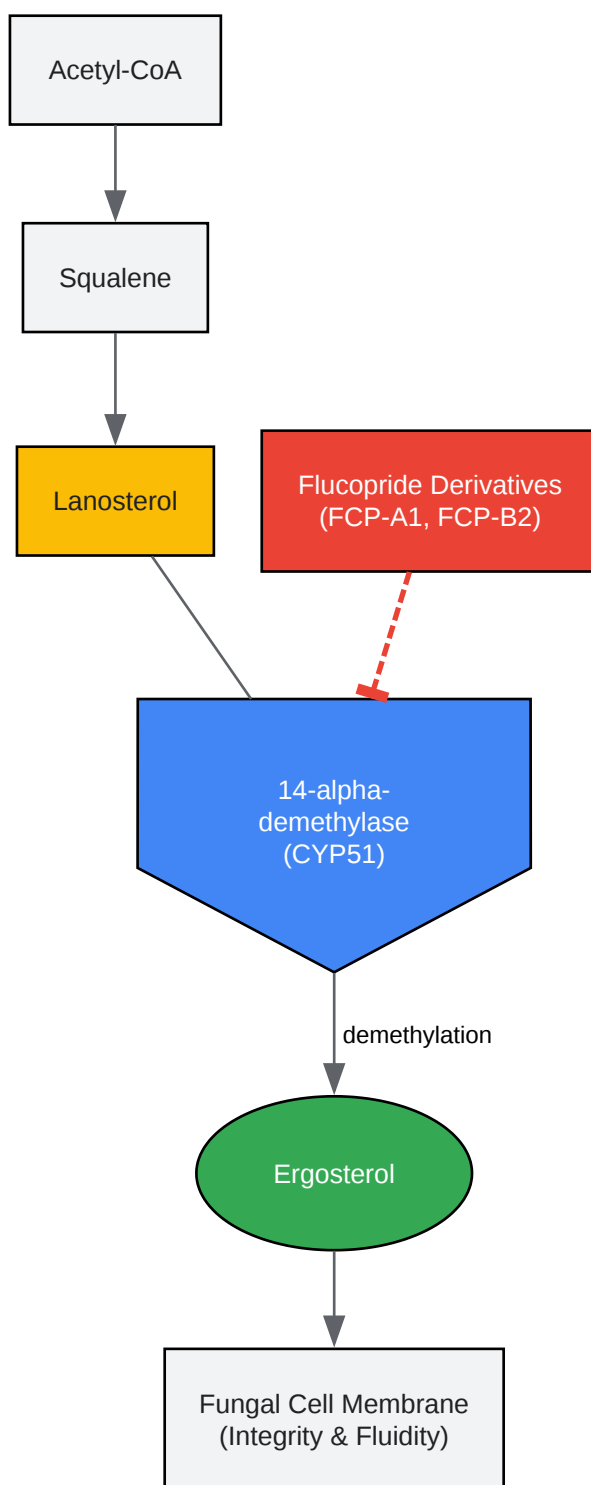 Acetyl-CoA
Squalene
Lanosterol
Flucopride Derivatives
(FCP-A1, FCP-B2)
14-alpha-
demethylase
(CYP51)
demethylation
Ergosterol
Fungal Cell Membrane
(Integrity & Fluidity)